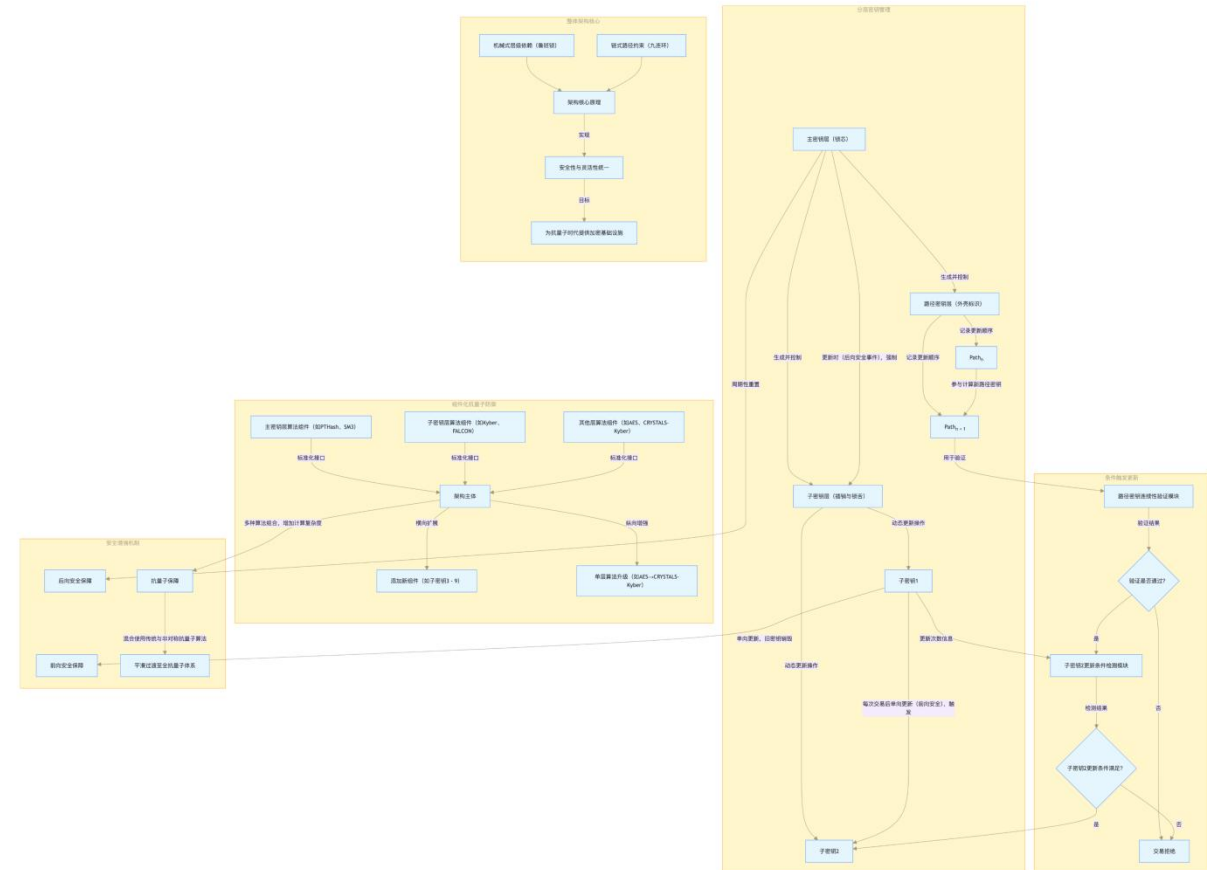 整体架构核心
机械式层级依赖（鲁班锁）
链式路径约束（九连环）
架构核心原理
实现
安全性与灵活性统一
目标
为抗量子时代提供加密基础设施
分层密钥管理
主密钥层（锁芯）
生成并控制
路径密钥层（外壳标识）
记录更新顺序
记录更新顺序
Pathₙ
参与计算新路径密钥
Pathₙ₋₁
用于验证
生成并控制
更新时（后向安全事件），强制
周期性重置
子密钥层（锁轴与锁齿）
动态更新操作
子密钥1
单向更新，旧密钥销毁
更新次数信息
动态更新操作
每次交易后单向更新（前向安全），触
发
子密钥2
组件化抗量子防御
主密钥层算法组件（如PTHash、SM3）
子密钥层算法组件（如Kyber、
FALCON）
其他层算法组件（如AES、CRYSTALS-
Kyber）
标准化接口
标准化接口
标准化接口
架构主体
多种算法组合，增加计算复杂度
横向扩展
纵向增强
添加新组件（如子密钥3 - 9）
单层算法升级（如AES→CRYSTALS-
Kyber）
安全增强机制
后向安全保障
抗量子保障
混合使用传统与非对称抗量子算法
前向安全保障
平滑过渡至全抗量子体系
条件触发更新
路径密钥连续性验证模块
验证结果
验证是否通过?
是
否
子密钥2更新条件检测模块
检测结果
子密钥2更新条件满足?
是
否
交易拒绝